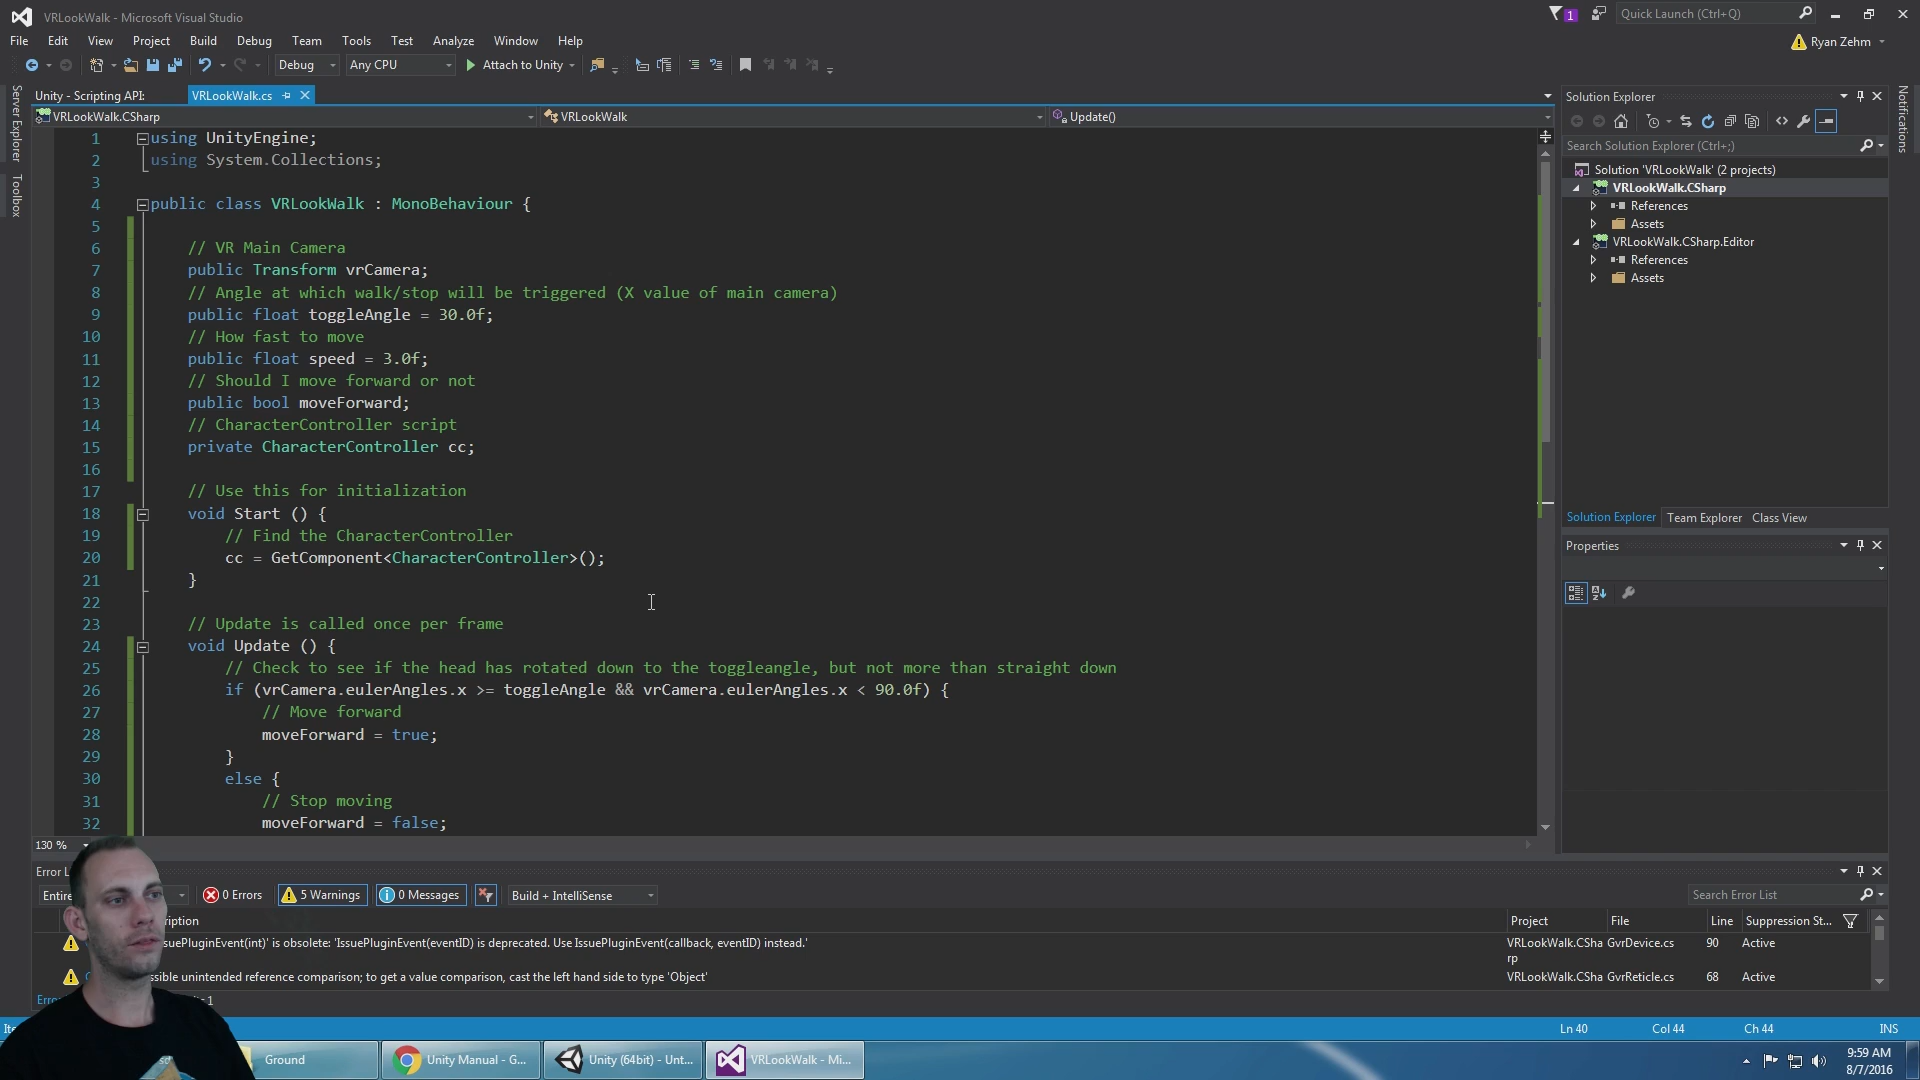 VRLookWalk - Microsoft Visual Studio
1
Quick Launch (Ctrl+Q)
File Edit View Project Build Debug Team Tools Test Analyze Window Help
Ryan Zehm
Debug Any CPU Attach to Unity
Server Explorer
Toolbox
Unity - Scripting API: VRLookWalk.cs
VRLookWalk.CSharp VRLookWalk Update()
1 using UnityEngine;
2 using System.Collections;
3
4 public class VRLookWalk : MonoBehaviour {
5
6 // VR Main Camera
7 public Transform vrCamera;
8 // Angle at which walk/stop will be triggered (X value of main camera)
9 public float toggleAngle = 30.0f;
10 // How fast to move
11 public float speed = 3.0f;
12 // Should I move forward or not
13 public bool moveForward;
14 // CharacterController script
15 private CharacterController cc;
16
17 // Use this for initialization
18 void Start () {
19 // Find the CharacterController
20 cc = GetComponent<CharacterController>();
21 }
22
23 // Update is called once per frame
24 void Update () {
25 // Check to see if the head has rotated down to the toggleangle, but not more than straight down
26 if (vrCamera.eulerAngles.x >= toggleAngle && vrCamera.eulerAngles.x < 90.0f) {
27 // Move forward
28 moveForward = true;
29 }
30 else {
31 // Stop moving
32 moveForward = false;
130 %
Solution Explorer
Search Solution Explorer (Ctrl+;)
Solution 'VRLookWalk' (2 projects)
VRLookWalk.CSharp
References
Assets
VRLookWalk.CSharp.Editor
References
Assets
Solution Explorer Team Explorer Class View
Properties
Notifications
Error L
Entire 0 Errors 5 Warnings 0 Messages Build + IntelliSense
Search Error List
ription Project File Line Suppression St...
ssuePluginEvent(int)' is obsolete: 'IssuePluginEvent(eventID) is deprecated. Use IssuePluginEvent(callback, eventID) instead.' VRLookWalk.CSha GvrDevice.cs 90 Active
rp
ssible unintended reference comparison; to get a value comparison, cast the left hand side to type 'Object' VRLookWalk.CSha GvrReticle.cs 68 Active
Error 1
Ite Ln 40 Col 44 Ch 44 INS
Ground Unity Manual - G... Unity (64bit) - Unt... VRLookWalk - Mi...
9:59 AM
8/7/2016